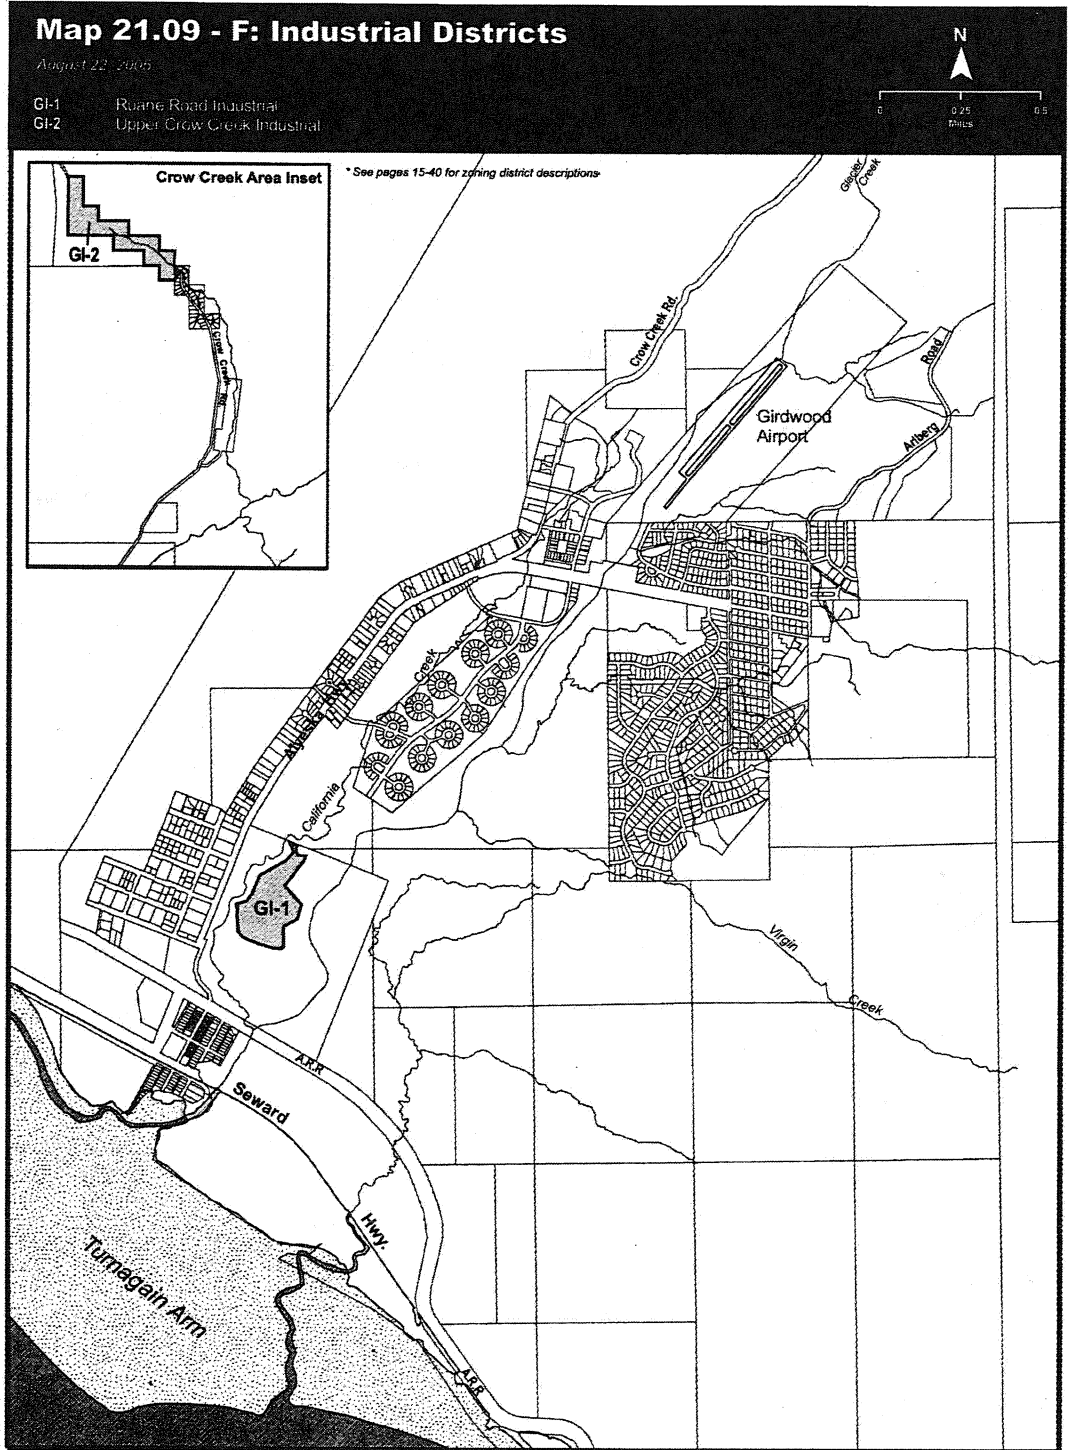 Map 21.09 - F: Industrial Districts
August 23, 2005
GI-1 Ruane Road Industrial
GI-2 Upper Crow Creek Industrial
N
0 0.25 0.5
Miles
Crow Creek Area Inset
* See pages 15-40 for zoning district descriptions
GI-2
Crow Creek Rd.
Glacier
Creek
Crow Creek Rd.
Road
Arlberg
Girdwood
Airport
Creek
California
GI-1
Virgin
Creek
A.R.R
Seward
Hwy.
Turnagain Arm
A.R.R